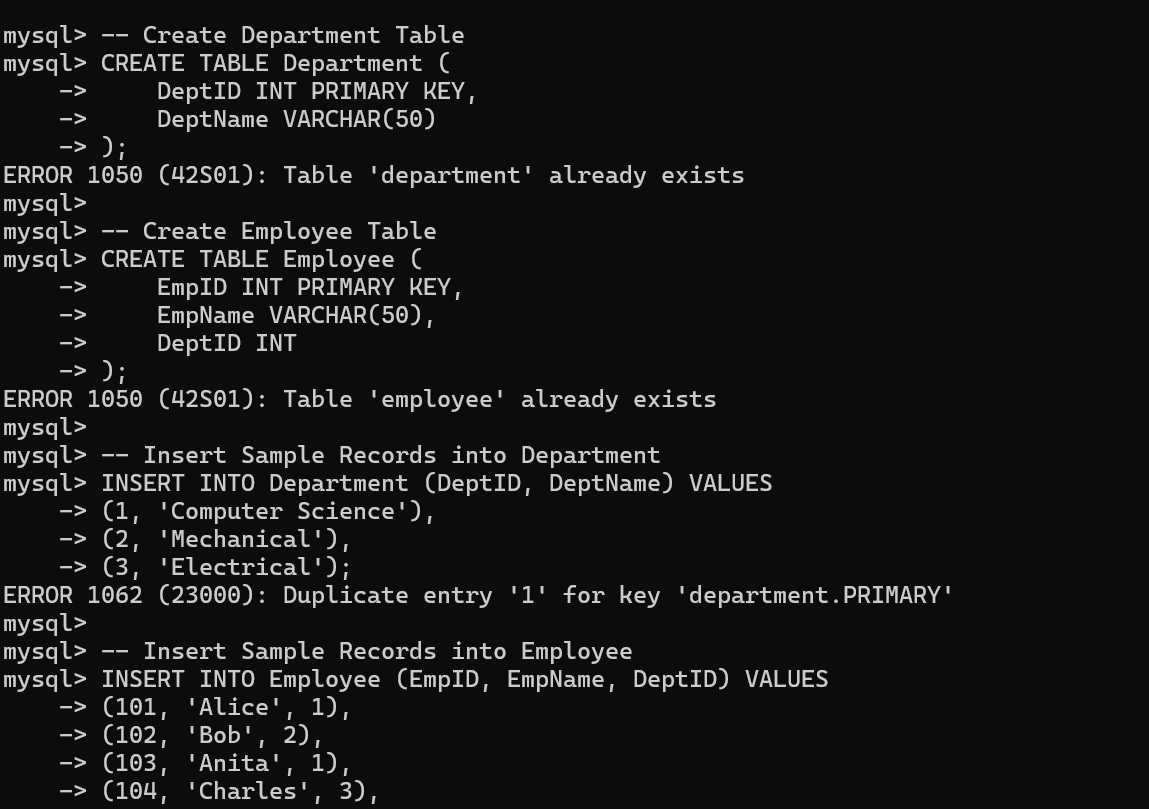 mysql> -- Create Department Table
mysql> CREATE TABLE Department (
    ->     DeptID INT PRIMARY KEY,
    ->     DeptName VARCHAR(50)
    -> );
ERROR 1050 (42S01): Table 'department' already exists
mysql>
mysql> -- Create Employee Table
mysql> CREATE TABLE Employee (
    ->     EmpID INT PRIMARY KEY,
    ->     EmpName VARCHAR(50),
    ->     DeptID INT
    -> );
ERROR 1050 (42S01): Table 'employee' already exists
mysql>
mysql> -- Insert Sample Records into Department
mysql> INSERT INTO Department (DeptID, DeptName) VALUES
    -> (1, 'Computer Science'),
    -> (2, 'Mechanical'),
    -> (3, 'Electrical');
ERROR 1062 (23000): Duplicate entry '1' for key 'department.PRIMARY'
mysql>
mysql> -- Insert Sample Records into Employee
mysql> INSERT INTO Employee (EmpID, EmpName, DeptID) VALUES
    -> (101, 'Alice', 1),
    -> (102, 'Bob', 2),
    -> (103, 'Anita', 1),
    -> (104, 'Charles', 3),